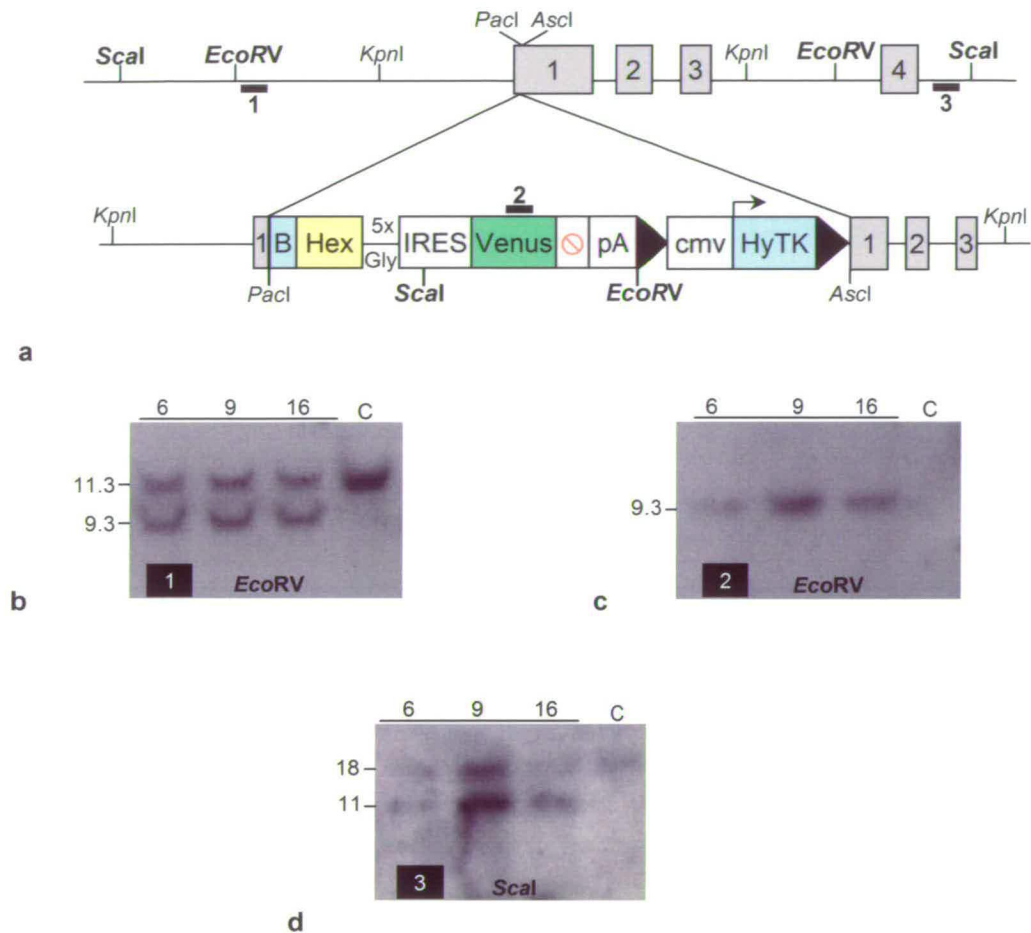 PacI AscI
ScaI EcoRV KpnI 1 2 3 KpnI EcoRV 4 ScaI
1 3
2
KpnI 1 B Hex 5x Gly IRES Venus pA cmv HyTK 1 2 3 KpnI
PacI ScaI EcoRV AscI
a
6 9 16 C
11.3
9.3
1 EcoRV
b
6 9 16 C
9.3
2 EcoRV
c
6 9 16 C
18
11
3 ScaI
d